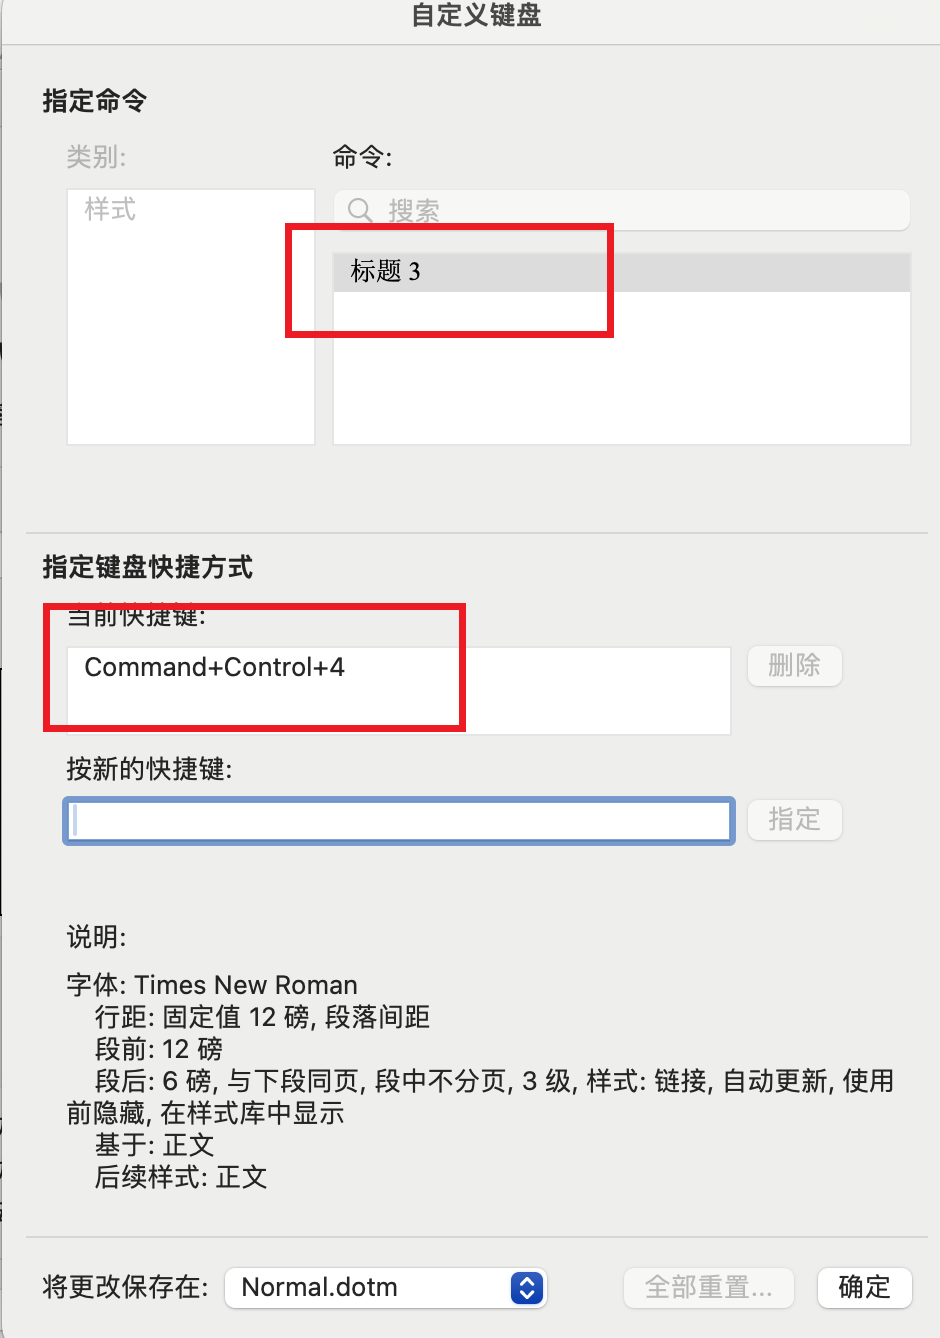 自定义键盘
指定命令
类别:
命令:
样式
搜索
标题 3
指定键盘快捷方式
当前快捷键:
Command+Control+4
删除
按新的快捷键:
指定
说明:
字体: Times New Roman
行距: 固定值 12 磅, 段落间距
段前: 12 磅
段后: 6 磅, 与下段同页, 段中不分页, 3 级, 样式: 链接, 自动更新, 使用
前隐藏, 在样式库中显示
基于: 正文
后续样式: 正文
将更改保存在:
Normal.dotm
全部重置...
确定